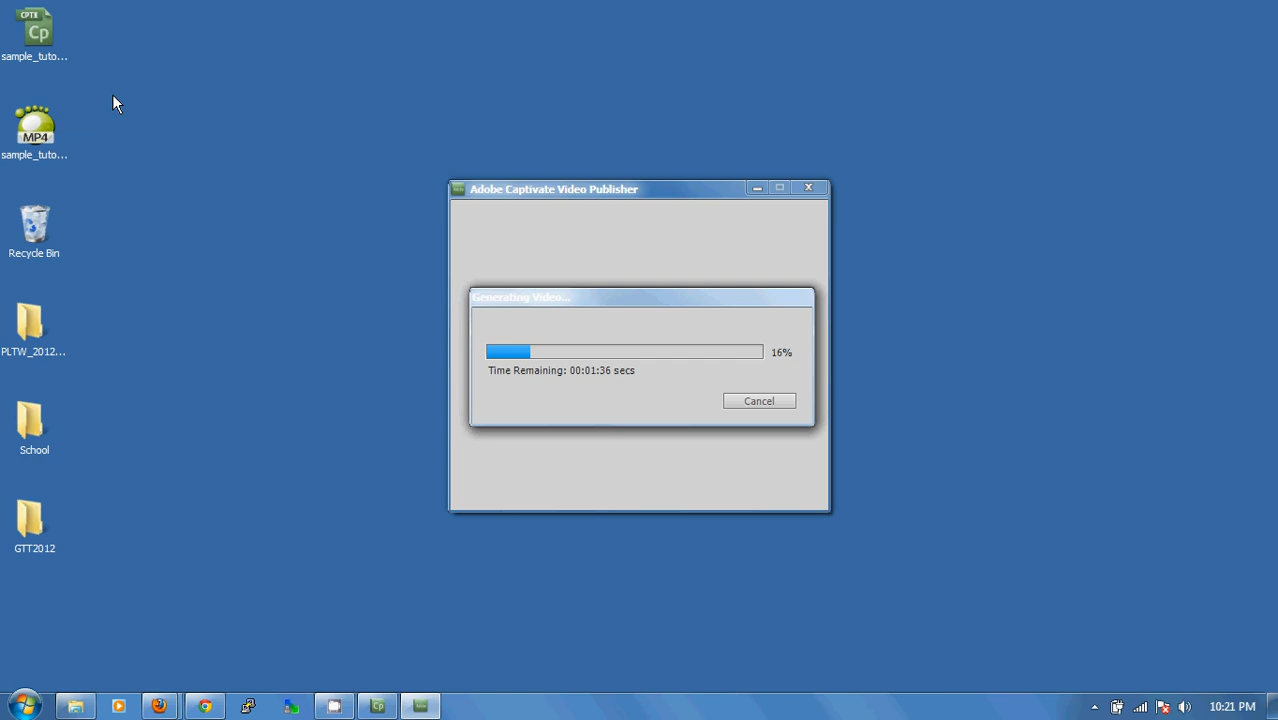 CPTX
Cp
sample_tuto...
MP4
sample_tuto...
Recycle Bin
PLTW_2012...
School
GTT2012
Adobe Captivate Video Publisher
Generating Video...
16%
Time Remaining: 00:01:36 secs
Cancel
Cp
10:21 PM